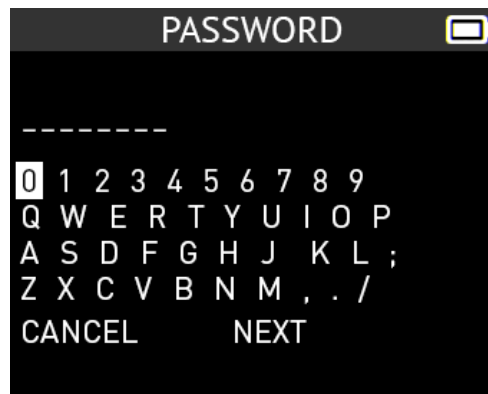 PASSWORD
--------
0 1 2 3 4 5 6 7 8 9
Q W E R T Y U I O P
A S D F G H J K L ;
Z X C V B N M , . /
CANCEL NEXT